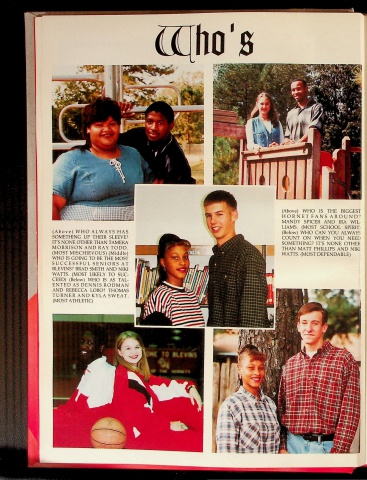 Who's
(Above) WHO ALWAYS HAS
SOMETHING UP THEIR SLEEVE?
IT'S NONE OTHER THAN TAMEKA
MORRISON AND RAY TODD.
(MOST MISCHIEVOUS) (Middle)
WHO IS GOING TO BE THE MOST
SUCCESSFUL SENIORS AT
BLEVINS? BRAD SMITH AND NIKI
WATTS. (MOST LIKELY TO SUC-
CEED) (Below) WHO IS AS TAL-
ENTED AS DENNIS RODMAN
AND REBECCA LOBO? THOMAS
TURNER AND KYLA SWEAT.
(MOST ATHLETIC)
(Above) WHO IS THE BIGGEST
HORNET FANS AROUND?
MANDY SPICER AND BIL WIL-
LIAMS. (MOST SCHOOL SPIRIT)
(Below) WHO CAN YOU ALWAYS
COUNT ON WHEN YOU NEED
SOMETHING? IT'S NONE OTHER
THAN MATT PHILLIPS AND NIKI
WATTS. (MOST DEPENDABLE)
TO BLEVINS